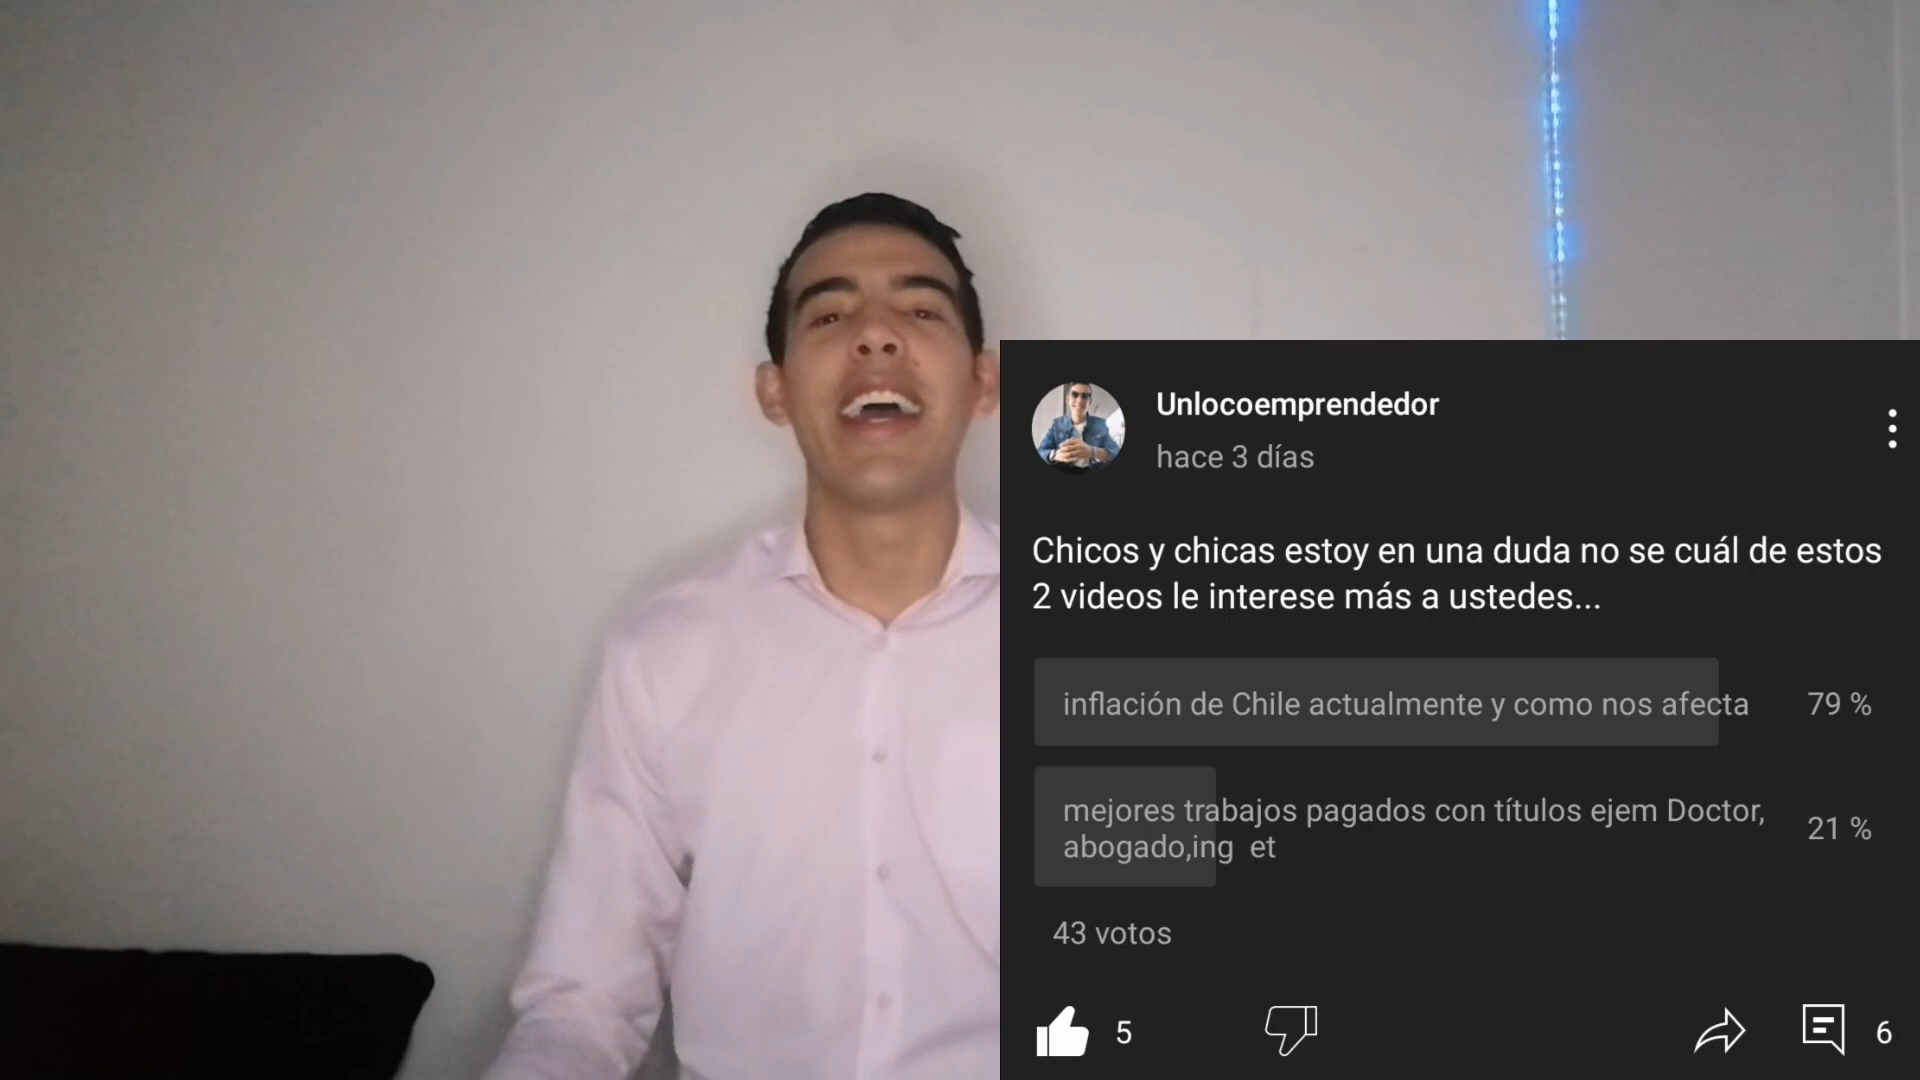 Unlocoemprendedor
hace 3 días
Chicos y chicas estoy en una duda no se cuál de estos
2 videos le interese más a ustedes...
inflación de Chile actualmente y como nos afecta 79 %
mejores trabajos pagados con títulos ejem Doctor,
abogado,ing et 21 %
43 votos
5 6